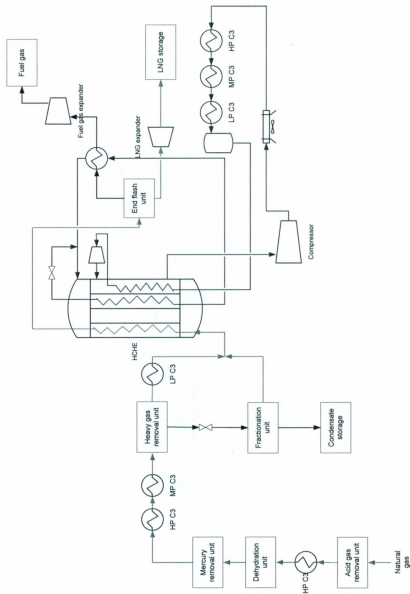 Fuel gas
Fuel gas expander
LNG storage
LNG expander
End flash
unit
HP C3
MP C3
LP C3
Compressor
HCHE
LP C3
Heavy gas
removal unit
Fractionation
unit
Condensate
storage
MP C3
HP C3
Mercury
removal unit
Dehydration
unit
HP C3
Acid gas
removal unit
Natural
gas